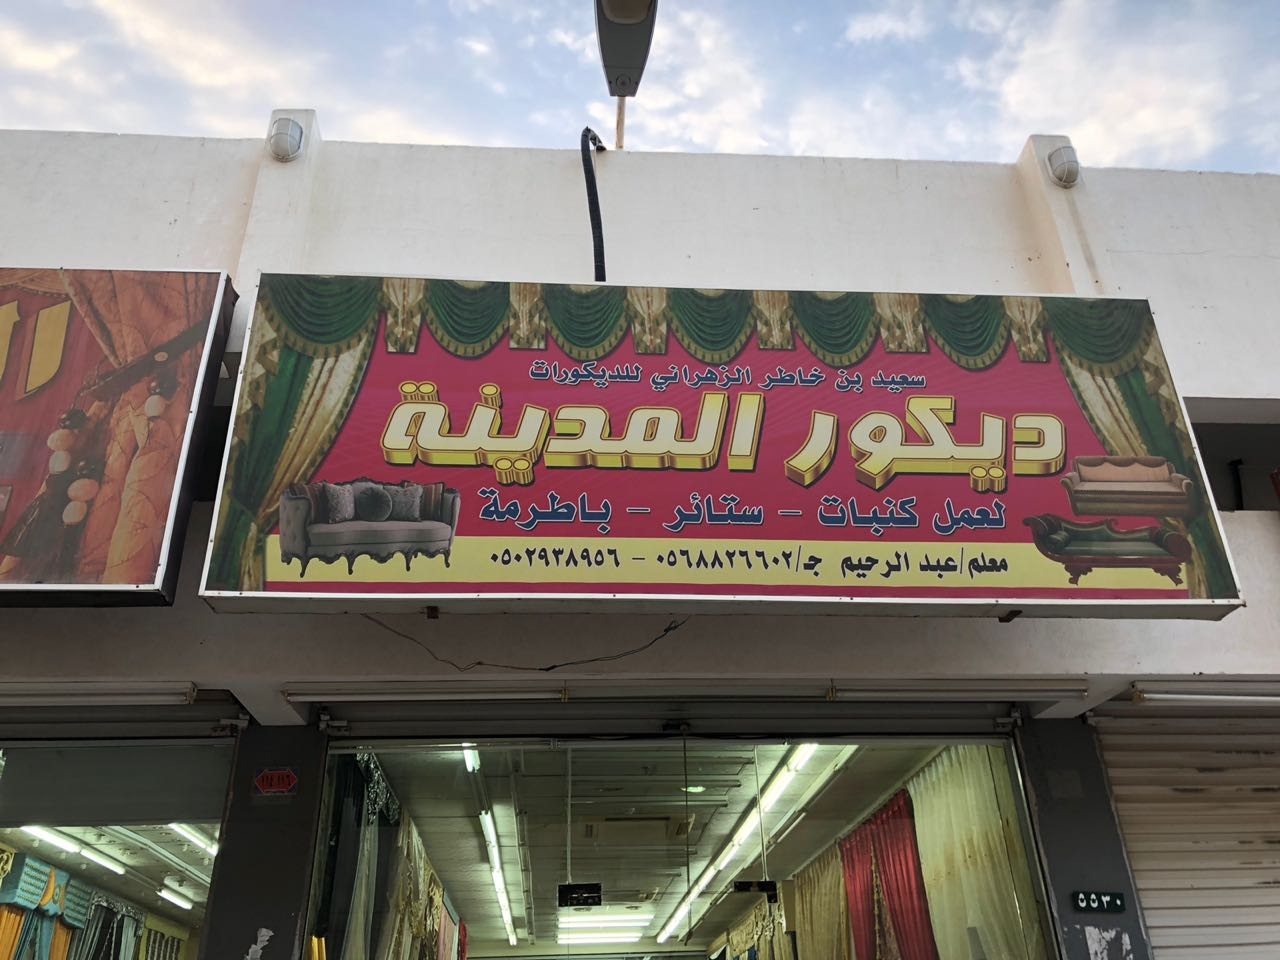 سعيد بن خاطر الزهراني للديكورات
ديكور المدينة
لعمل كنبات - ستائر - باطرمة
معلم/عبد الرحيم ج/٠٥٦٨٨٢٦٦٠٢ - ٠٥٠٢٩٣٨٩٥٦
٥٥٣٠